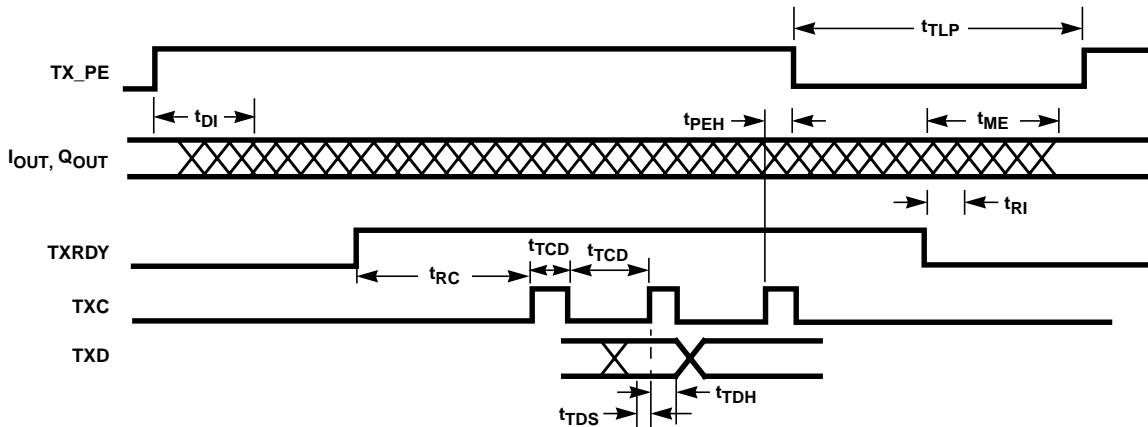 tTLP
TX_PE
tDI
tPEH
tME
IOUT, QOUT
tRI
TXRDY
tTCD
tTCD
tRC
TXC
TXD
tTDH
tTDS